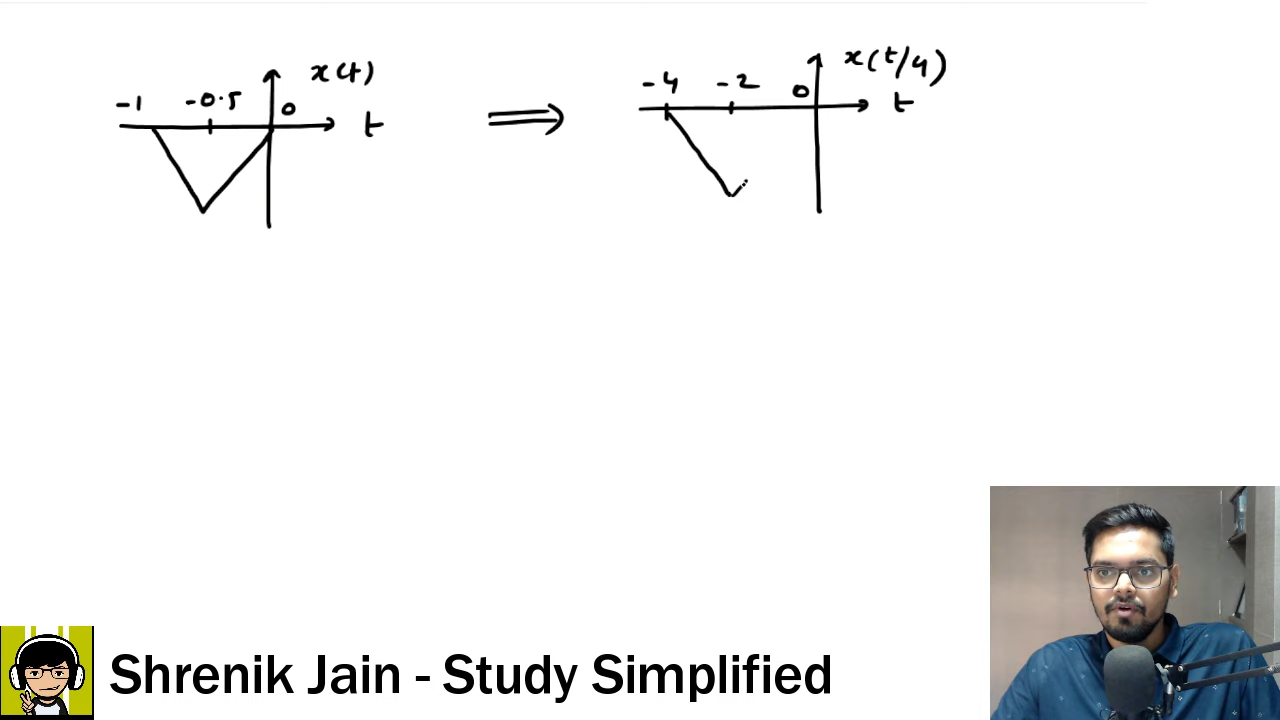 x(t)
-1 -0.5 0
t
⟹
x(t/4)
-4 -2 0
t
Shrenik Jain - Study Simplified